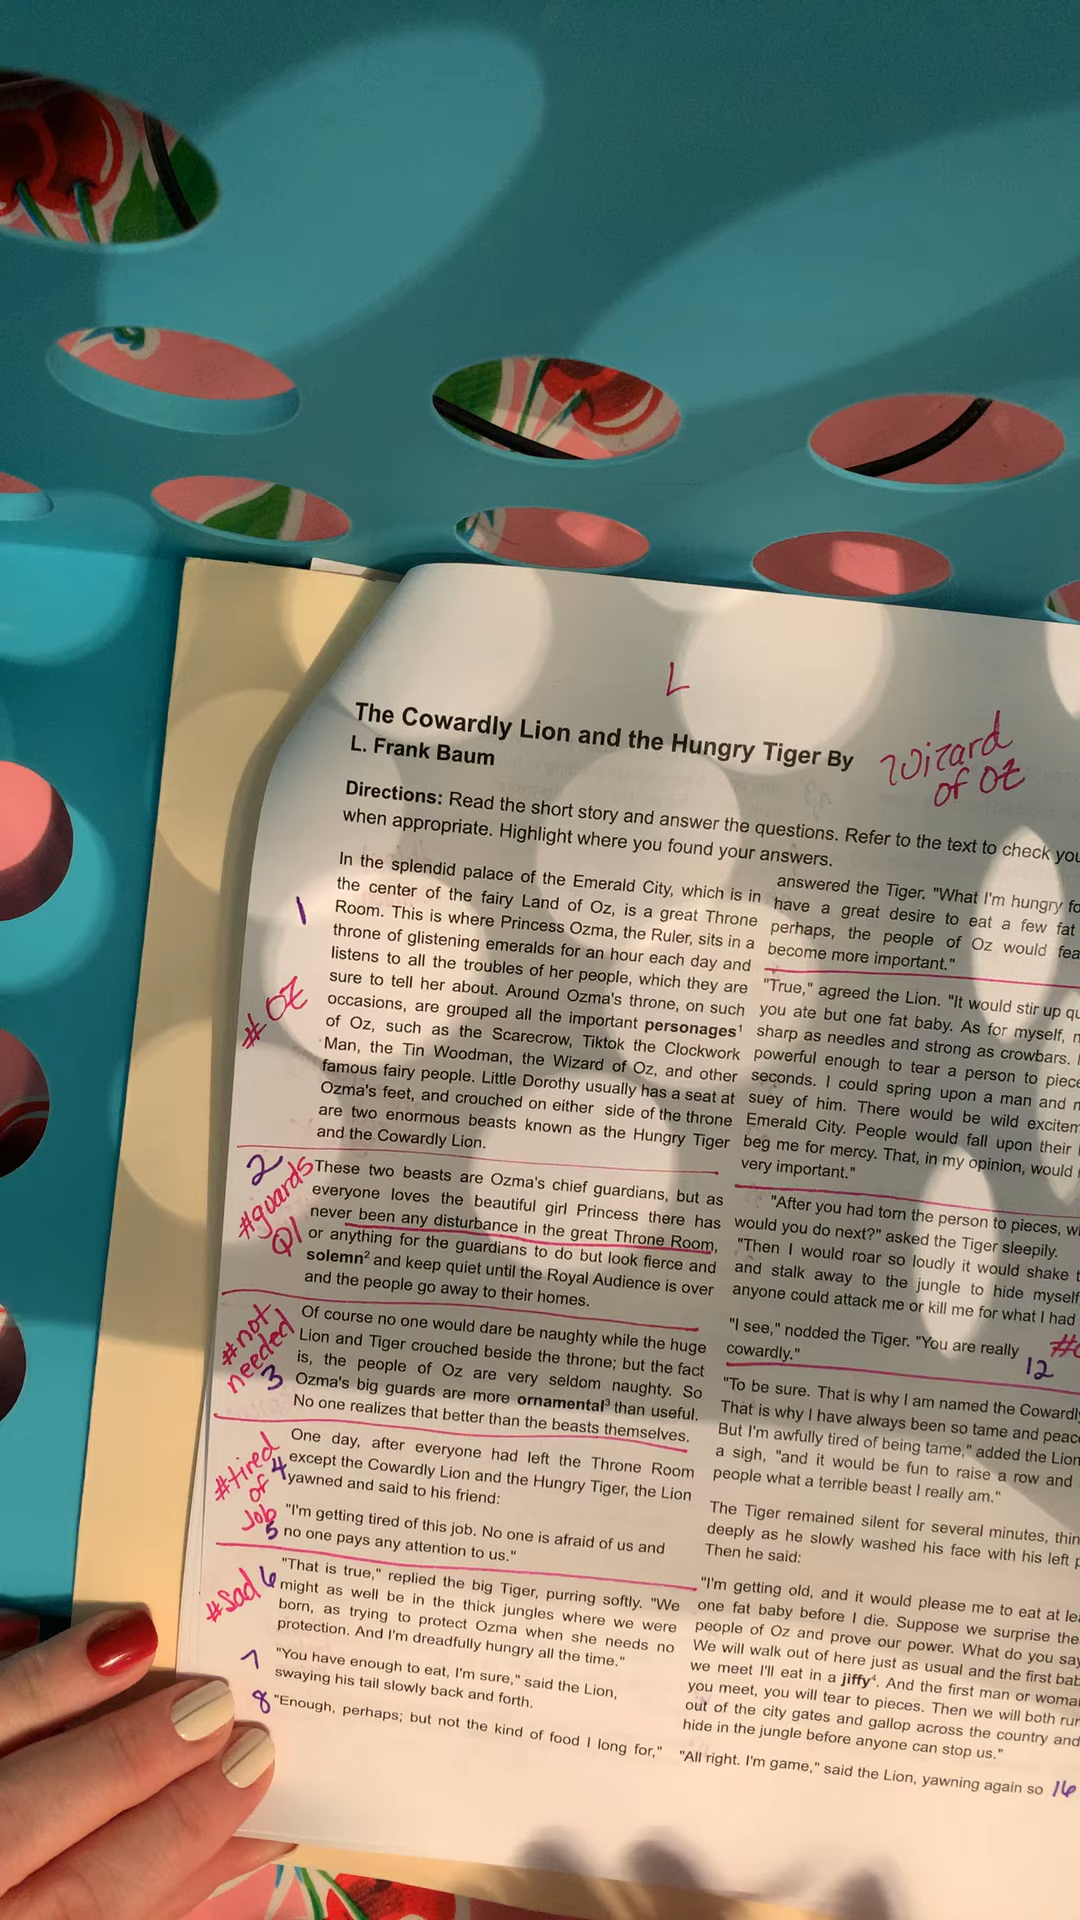 L
The Cowardly Lion and the Hungry Tiger By
L. Frank Baum
Wizard
of Oz
Directions: Read the short story and answer the questions. Refer to the text to check
when appropriate. Highlight where you found your answers.
1
#OZ
In the splendid palace of the Emerald City, which is in
the center of the fairy Land of Oz, is a great Throne
Room. This is where Princess Ozma, the Ruler, sits in a
throne of glistening emeralds for an hour each day and
listens to all the troubles of her people, which they are
sure to tell her about. Around Ozma's throne, on such
occasions, are grouped all the important personages¹
of Oz, such as the Scarecrow, Tiktok the Clockwork
Man, the Tin Woodman, the Wizard of Oz, and other
famous fairy people. Little Dorothy usually has a seat at
Ozma's feet, and crouched on either side of the throne
are two enormous beasts known as the Hungry Tiger
and the Cowardly Lion.
2
#guards
Q1
These two beasts are Ozma's chief guardians, but as
everyone loves the beautiful girl Princess there has
never been any disturbance in the great Throne Room,
or anything for the guardians to do but look fierce and
solemn² and keep quiet until the Royal Audience is over
and the people go away to their homes.
#not
needed
3
Of course no one would dare be naughty while the huge
Lion and Tiger crouched beside the throne; but the fact
is, the people of Oz are very seldom naughty. So
Ozma's big guards are more ornamental³ than useful.
No one realizes that better than the beasts themselves.
#tired
of
Job
4
One day, after everyone had left the Throne Room
except the Cowardly Lion and the Hungry Tiger, the Lion
yawned and said to his friend:
5
"I'm getting tired of this job. No one is afraid of us and
no one pays any attention to us."
#Sad
6
"That is true," replied the big Tiger, purring softly. "We
might as well be in the thick jungles where we were
born, as trying to protect Ozma when she needs no
protection. And I'm dreadfully hungry all the time."
7
"You have enough to eat, I'm sure," said the Lion,
swaying his tail slowly back and forth.
8
"Enough, perhaps; but not the kind of food I long for,"
answered the Tiger. "What I'm hungry
have a great desire to eat a few fat
perhaps, the people of Oz would
become more important."
"True," agreed the Lion. "It would stir up
you ate but one fat baby. As for myself,
sharp as needles and strong as crowbars.
powerful enough to tear a person to
seconds. I could spring upon a man and
suey of him. There would be wild
Emerald City. People would fall upon their
beg me for mercy. That, in my opinion, would
very important."
"After you had torn the person to pieces,
would you do next?" asked the Tiger sleepily.
"Then I would roar so loudly it would shake
and stalk away to the jungle to hide
anyone could attack me or kill me for what I had
"I see," nodded the Tiger. "You are really
cowardly."
12
"To be sure. That is why I am named the
That is why I have always been so tame and
But I'm awfully tired of being tame," added the Lion
a sigh, "and it would be fun to raise a row and
people what a terrible beast I really am."
The Tiger remained silent for several minutes,
deeply as he slowly washed his face with his left
Then he said:
"I'm getting old, and it would please me to eat at
one fat baby before I die. Suppose we surprise
people of Oz and prove our power. What do you
We will walk out of here just as usual and the first
we meet I'll eat in a jiffy⁴. And the first man or
you meet, you will tear to pieces. Then we will both
out of the city gates and gallop across the country and
hide in the jungle before anyone can stop us."
"All right. I'm game," said the Lion, yawning again so
16